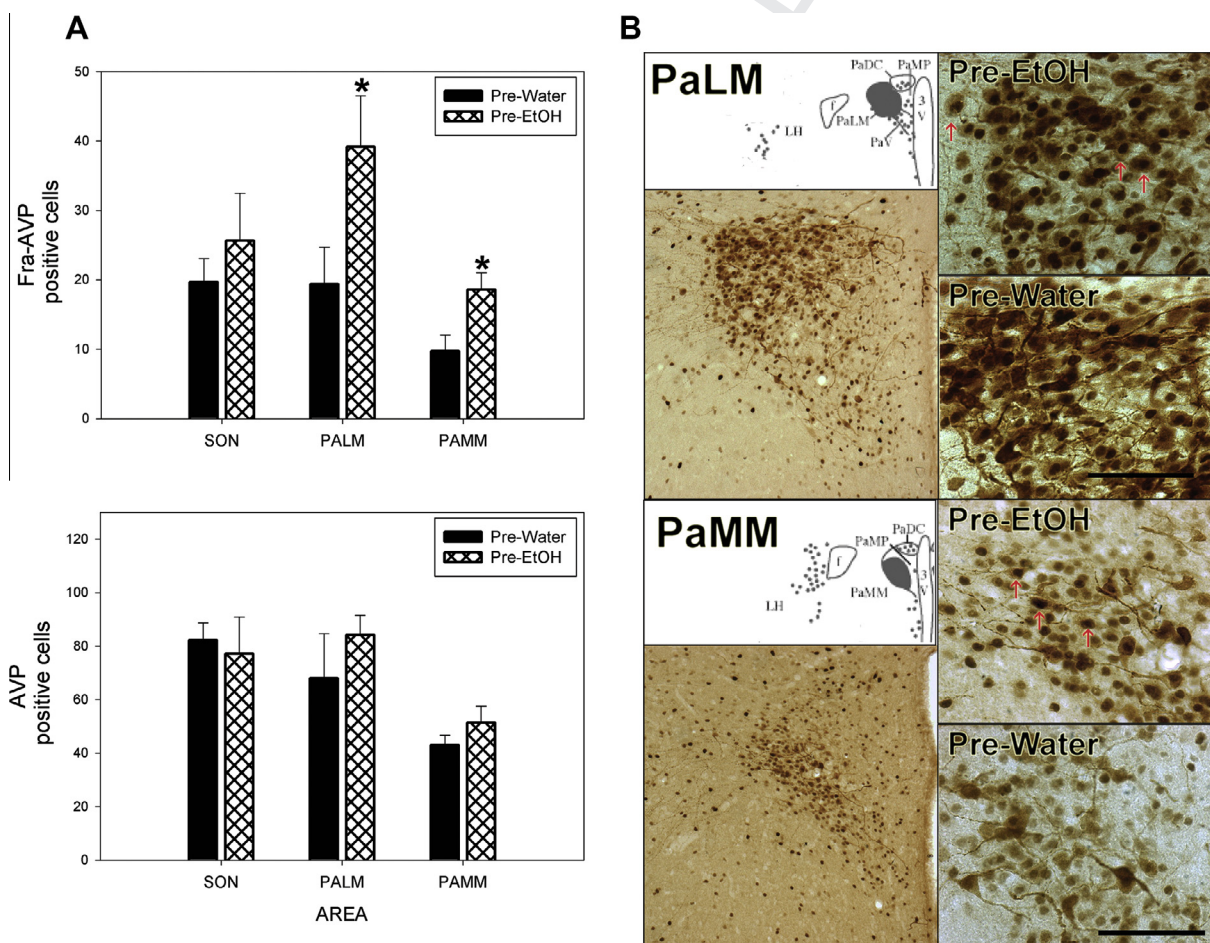 A
50
40
30
20
10
0
Fra-AVP
positive cells
Pre-Water
Pre-EtOH
*
*
SON PALM PAMM
120
100
80
60
40
20
0
AVP
positive cells
Pre-Water
Pre-EtOH
SON PALM PAMM
AREA
B
PaLM
PaDC PaMP
f
3
V
LH
PaLM
PaV
Pre-EtOH
↑
↑ ↑
Pre-Water
PaMM
PaDC
PaMP
f
3
V
LH
PaMM
Pre-EtOH
↑
↑
↑
Pre-Water